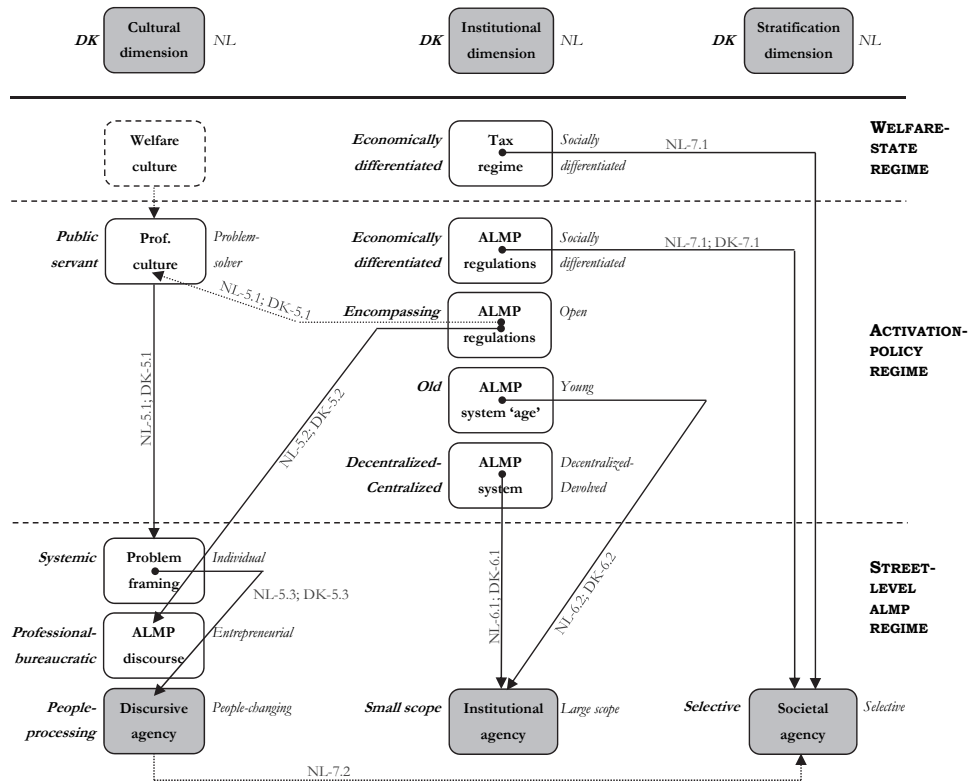 DK
Cultural
dimension
NL
DK
Institutional
dimension
NL
DK
Stratification
dimension
NL
Welfare
culture
Economically
differentiated
Tax
regime
Socially
differentiated
NL-7.1
WELFARE-
STATE
REGIME
Public
servant
Prof.
culture
Problem-
solver
Economically
differentiated
ALMP
regulations
Socially
differentiated
NL-7.1; DK-7.1
NL-5.1; DK-5.1
Encompassing
ALMP
regulations
Open
ACTIVATION-
POLICY
REGIME
NL-5.1; DK-5.1
NL-5.2; DK-5.2
Old
ALMP
system ‘age’
Young
Decentralized-
Centralized
ALMP
system
Decentralized-
Devolved
Systemic
Problem
framing
Individual
NL-5.3; DK-5.3
NL-6.1; DK-6.1
NL-6.2; DK-6.2
STREET-
LEVEL
ALMP
REGIME
Professional-
bureaucratic
ALMP
discourse
Entrepreneurial
People-
processing
Discursive
agency
People-changing
Small scope
Institutional
agency
Large scope
Selective
Societal
agency
Selective
NL-7.2